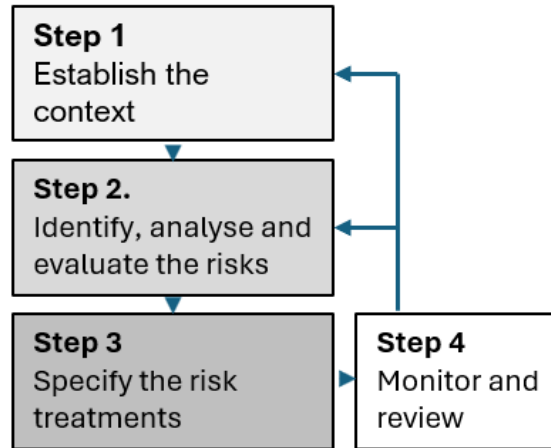 Step 1
Establish the
context
Step 2.
Identify, analyse and
evaluate the risks
Step 3
Specify the risk
treatments
Step 4
Monitor and
review